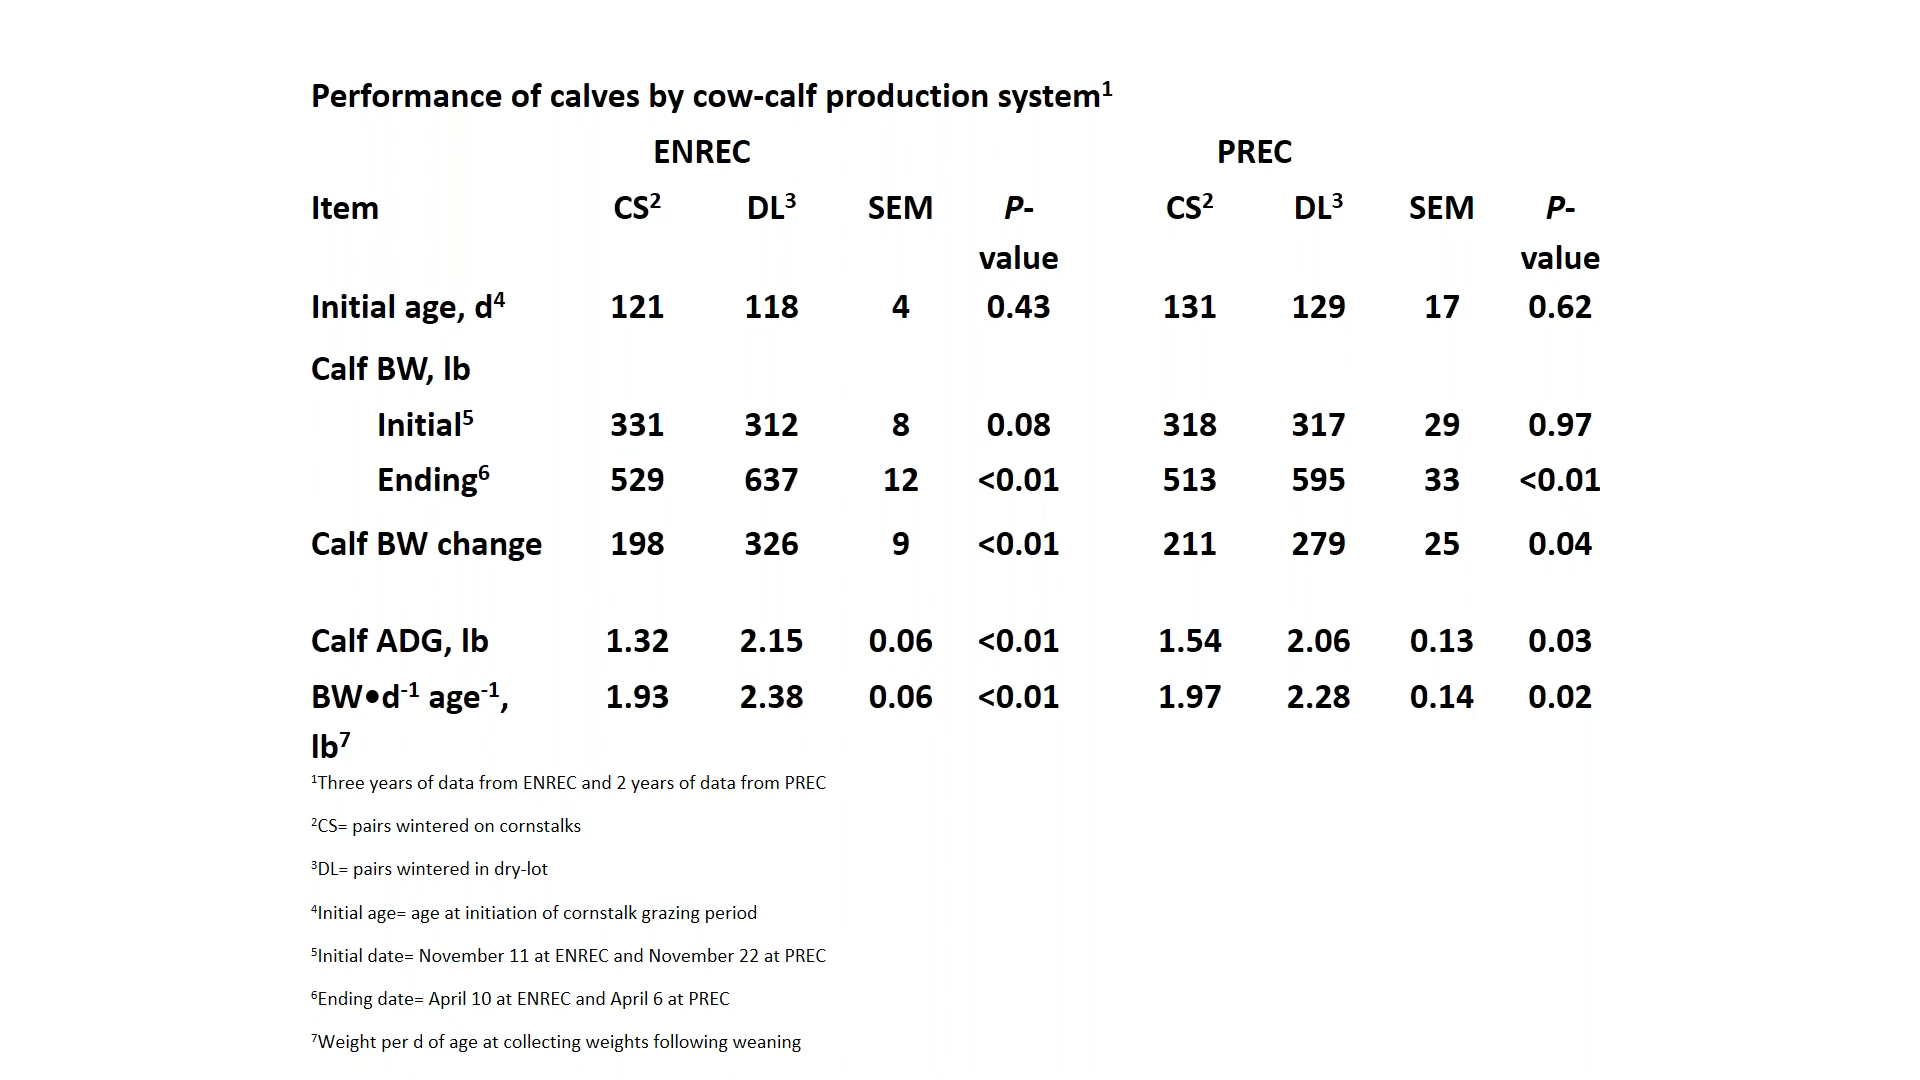 Performance of calves by cow-calf production system¹
ENREC PREC
Item CS² DL³ SEM P- CS² DL³ SEM P-
value value
Initial age, d⁴ 121 118 4 0.43 131 129 17 0.62
Calf BW, lb
Initial⁵ 331 312 8 0.08 318 317 29 0.97
Ending⁶ 529 637 12 <0.01 513 595 33 <0.01
Calf BW change 198 326 9 <0.01 211 279 25 0.04
Calf ADG, lb 1.32 2.15 0.06 <0.01 1.54 2.06 0.13 0.03
BW•d⁻¹ age⁻¹, 1.93 2.38 0.06 <0.01 1.97 2.28 0.14 0.02
lb⁷
¹Three years of data from ENREC and 2 years of data from PREC
²CS= pairs wintered on cornstalks
³DL= pairs wintered in dry-lot
⁴Initial age= age at initiation of cornstalk grazing period
⁵Initial date= November 11 at ENREC and November 22 at PREC
⁶Ending date= April 10 at ENREC and April 6 at PREC
⁷Weight per d of age at collecting weights following weaning